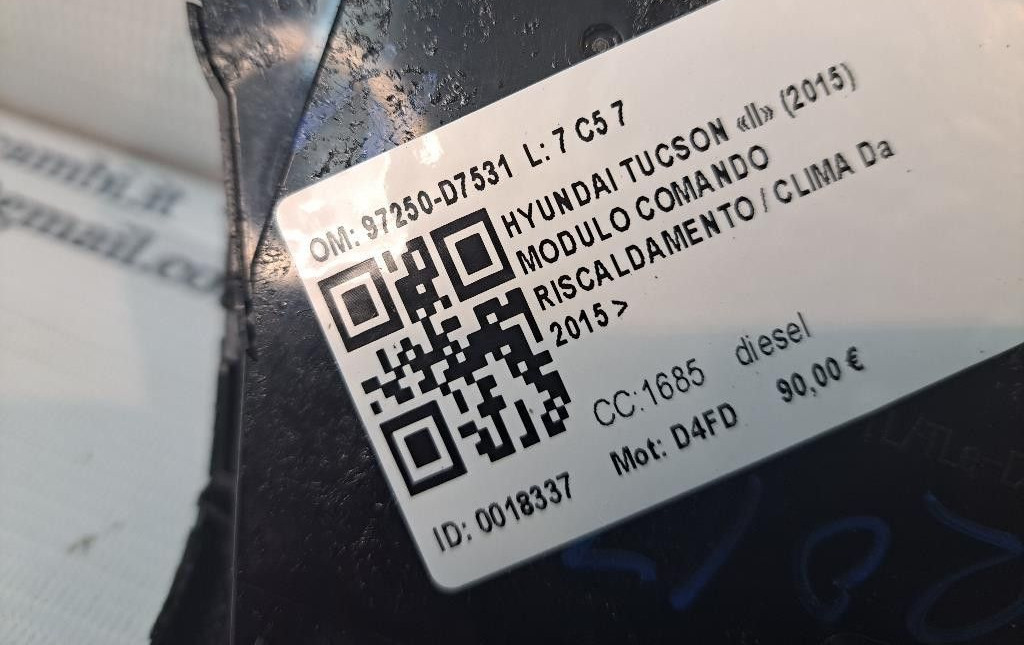 OM: 97250-D7531 L: 7 C5 7
HYUNDAI TUCSON «II» (2015)
MODULO COMANDO
RISCALDAMENTO / CLIMA Da
2015 >
CC:1685 diesel
Mot: D4FD 90,00 €
ID: 0018337